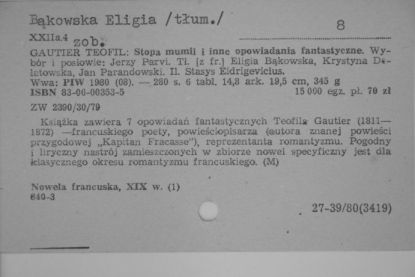 Bąkowska Eligia /tłum./
8
XXIIa.4 zob.
GAUTIER TEOFIL: Stopa mumii i inne opowiadania fantastyczne. Wy-
bór i posłowie: Jerzy Parvi. Tł. [z fr.] Eligia Bąkowska, Krystyna Do-
letowska, Jan Parandowski. Il. Stasys Eidrigevicius.
Wwa: PIW 1980 (08). — 260 s. 6 tabl. 14,8 ark. 19,5 cm, 345 g
ISBN 83-06-00353-5 15 000 egz. pł. 70 zł
ZW 2390/30/79
Książka zawiera 7 opowiadań fantastycznych Teofila Gautier (1811—
1872) —francuskiego poety, powieściopisarza (autora znanej powieści
przygodowej „Kapitan Fracasse"), reprezentanta romantyzmu. Pogodny
i liryczny nastrój zamieszczonych w zbiorze nowel specyficzny jest dla
klasycznego okresu romantyzmu francuskiego. (M)
Nowela francuska, XIX w. (1)
840-3
27-39/80(3419)